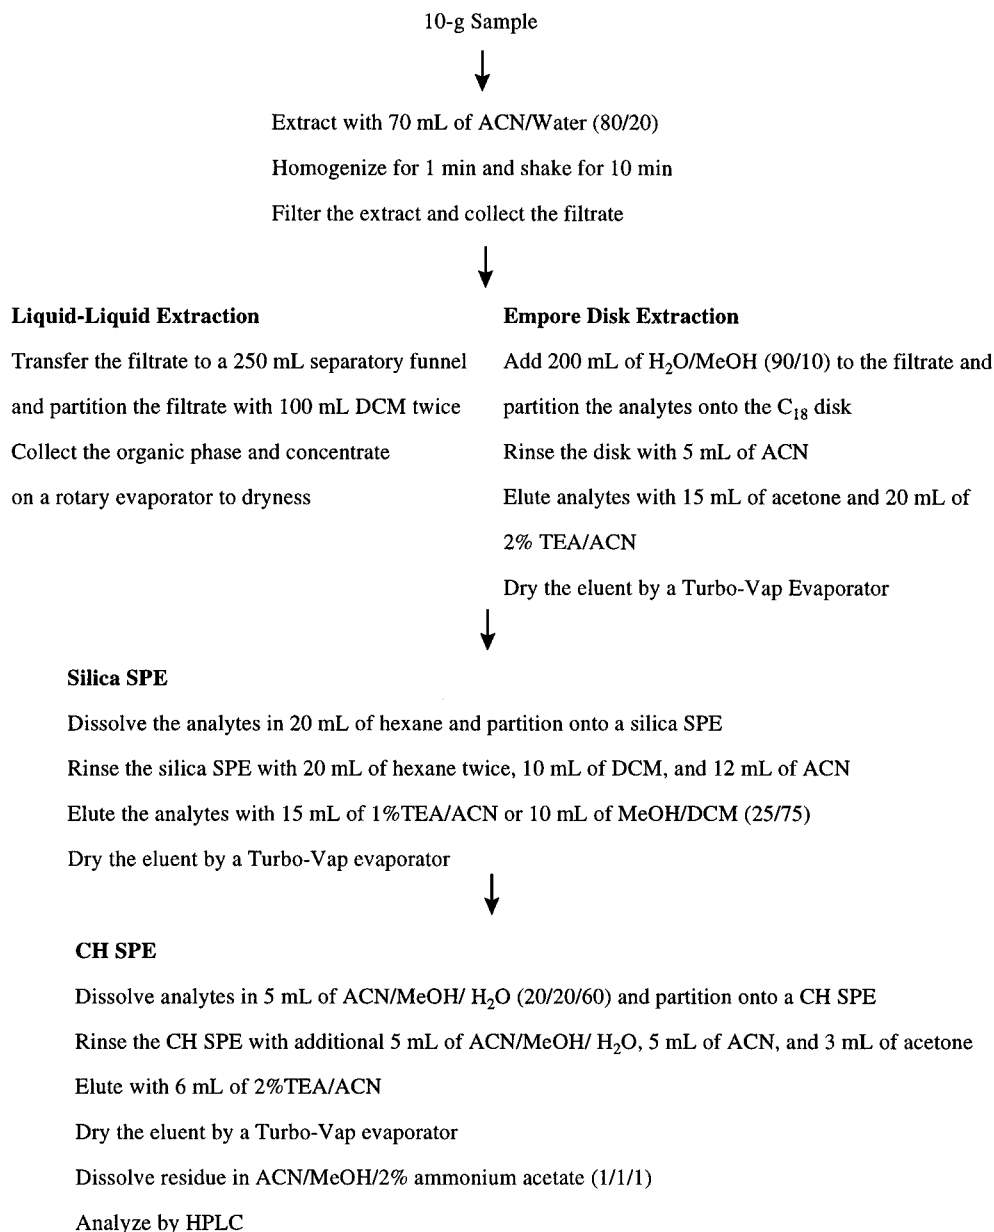 10-g Sample
Extract with 70 mL of ACN/Water (80/20)
Homogenize for 1 min and shake for 10 min
Filter the extract and collect the filtrate
Liquid-Liquid Extraction
Transfer the filtrate to a 250 mL separatory funnel
and partition the filtrate with 100 mL DCM twice
Collect the organic phase and concentrate
on a rotary evaporator to dryness
Empore Disk Extraction
Add 200 mL of H₂O/MeOH (90/10) to the filtrate and
partition the analytes onto the C₁₈ disk
Rinse the disk with 5 mL of ACN
Elute analytes with 15 mL of acetone and 20 mL of
2% TEA/ACN
Dry the eluent by a Turbo-Vap Evaporator
Silica SPE
Dissolve the analytes in 20 mL of hexane and partition onto a silica SPE
Rinse the silica SPE with 20 mL of hexane twice, 10 mL of DCM, and 12 mL of ACN
Elute the analytes with 15 mL of 1%TEA/ACN or 10 mL of MeOH/DCM (25/75)
Dry the eluent by a Turbo-Vap evaporator
CH SPE
Dissolve analytes in 5 mL of ACN/MeOH/ H₂O (20/20/60) and partition onto a CH SPE
Rinse the CH SPE with additional 5 mL of ACN/MeOH/ H₂O, 5 mL of ACN, and 3 mL of acetone
Elute with 6 mL of 2%TEA/ACN
Dry the eluent by a Turbo-Vap evaporator
Dissolve residue in ACN/MeOH/2% ammonium acetate (1/1/1)
Analyze by HPLC